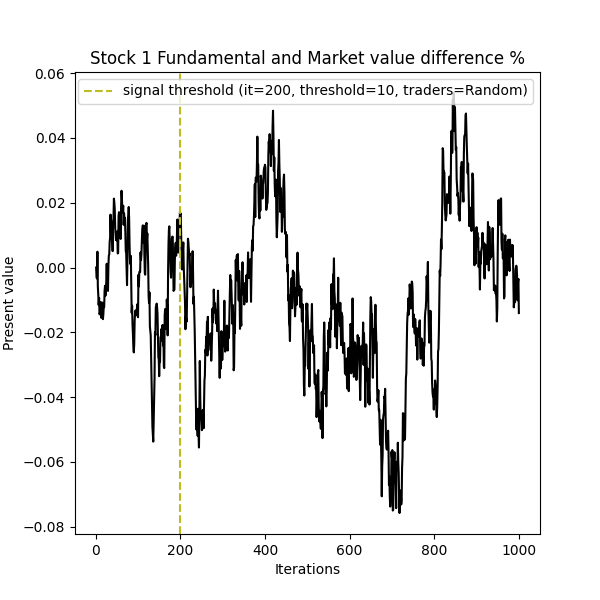 Stock 1 Fundamental and Market value difference %
signal threshold (it=200, threshold=10, traders=Random)
0.06
0.04
0.02
0.00
−0.02
−0.04
−0.06
−0.08
Present value
0 200 400 600 800 1000
Iterations